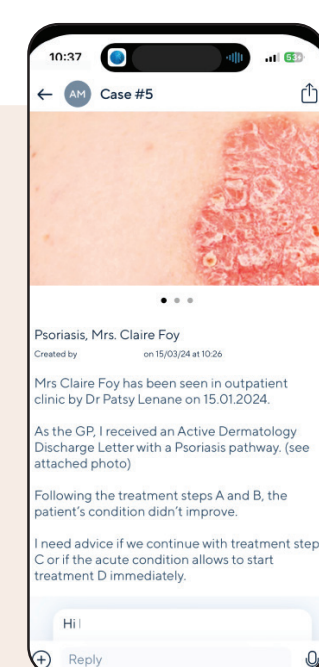 10:37
53
AM Case #5
Psoriasis, Mrs. Claire Foy
Created by on 15/03/24 at 10:26
Mrs Claire Foy has been seen in outpatient
clinic by Dr Patsy Lenane on 15.01.2024.
As the GP, I received an Active Dermatology
Discharge Letter with a Psoriasis pathway. (see
attached photo)
Following the treatment steps A and B, the
patient's condition didn't improve.
I need advice if we continue with treatment step
C or if the acute condition allows to start
treatment D immediately.
Hi
Reply